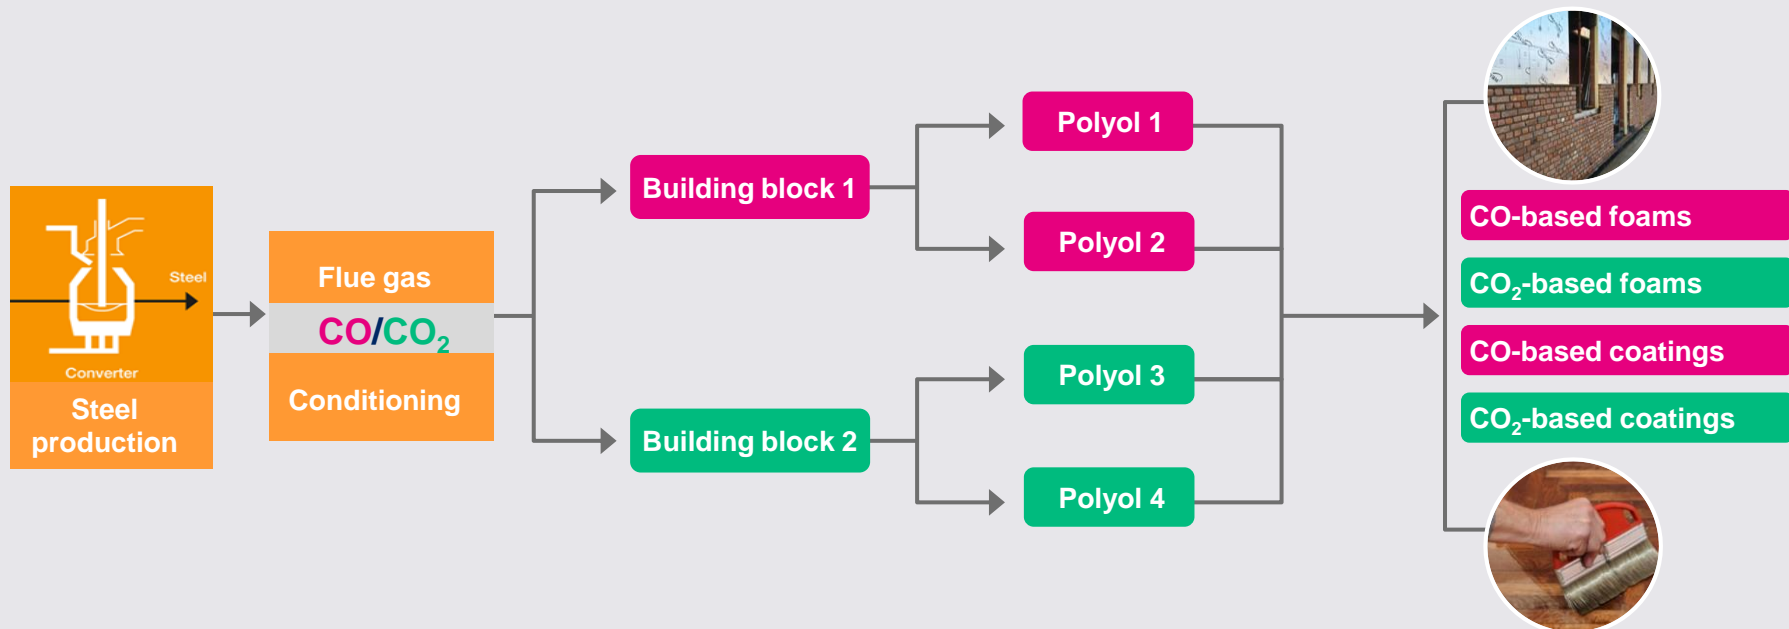 Steel
Converter
Steel
production
Flue gas
CO/CO₂
Conditioning
Building block 1
Building block 2
Polyol 1
Polyol 2
Polyol 3
Polyol 4
CO-based foams
CO₂-based foams
CO-based coatings
CO₂-based coatings